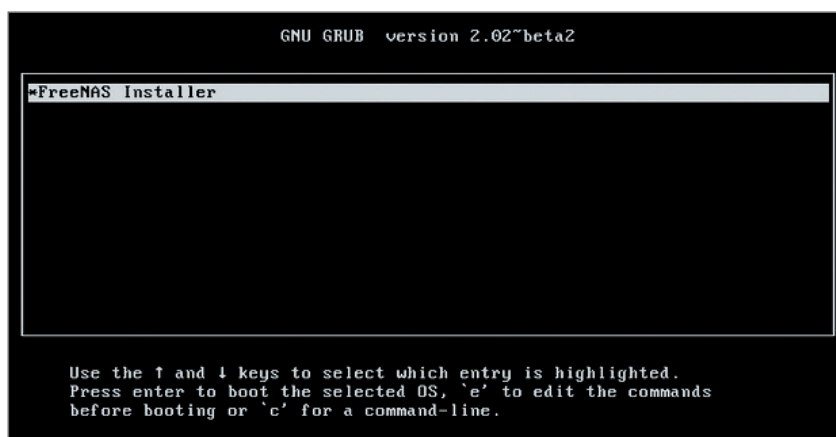 GNU GRUB  version 2.02~beta2
*FreeNAS Installer
Use the ↑ and ↓ keys to select which entry is highlighted.
Press enter to boot the selected OS, `e' to edit the commands
before booting or `c' for a command-line.